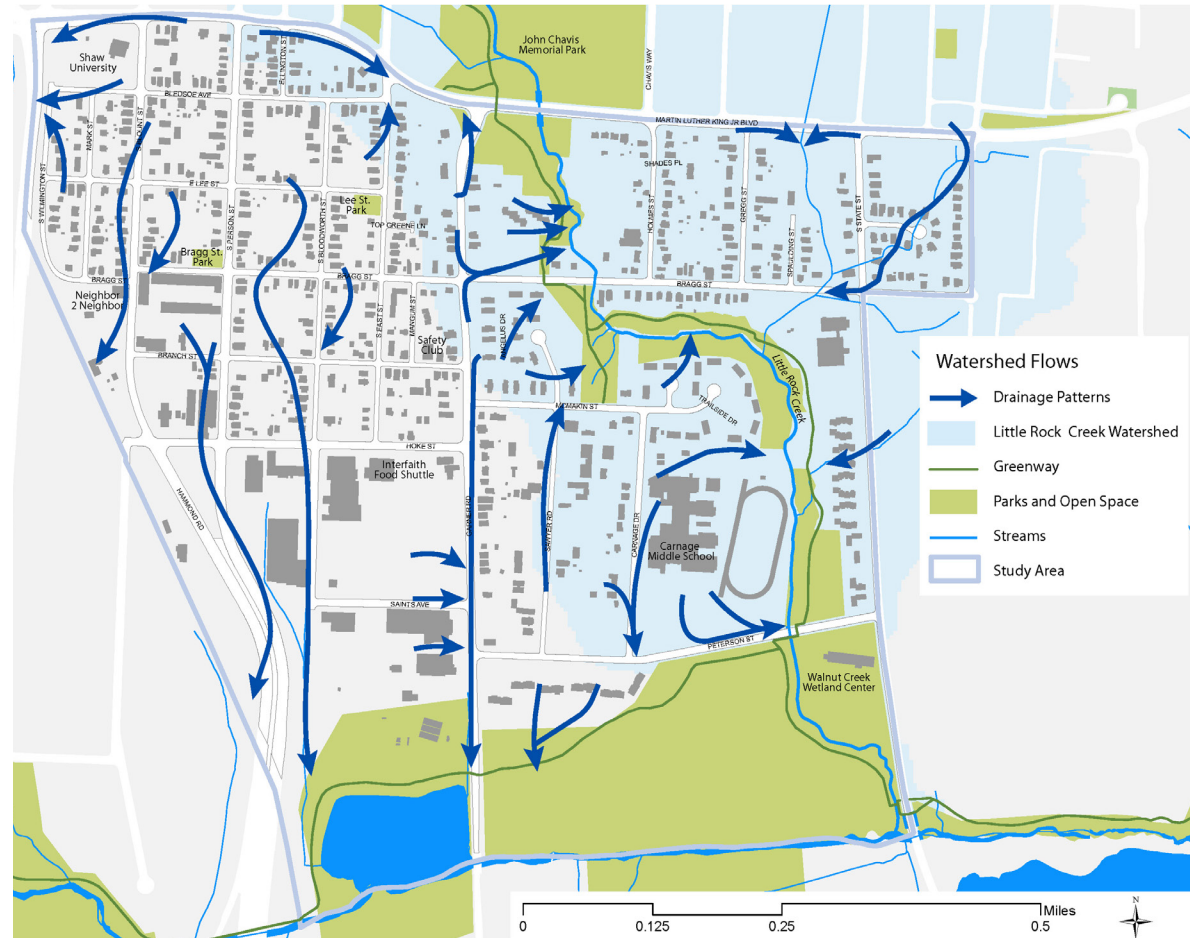 John Chavis
Memorial Park
CHAVIS WAY
Shaw
University
ELLINGTON ST
BLEDSOE AVE
MARTIN LUTHER KING JR BLVD
MARK ST
S BLOUNT ST
SHADES PL
E LEE ST
S WILMINGTON ST
S PERSON ST
S BLOODWORTH ST
Lee St.
Park
TOP GREENE LN
HOLMES ST
GREGG ST
SPAULDING ST
S STATE ST
Bragg St.
Park
BRAGG ST
BRAGG ST
BRAGG ST
Neighbor
2 Neighbor
S EAST ST
MANGUM ST
Safety
Club
ANGELUS DR
BRANCH ST
Little Rock Creek
MCMAKIN ST
TRAILSIDE DR
HOKE ST
Interfaith
Food Shuttle
HAMMOND RD
GARNER RD
SAWYER RD
CARNAGE DR
Carnage
Middle School
SAINTS AVE
PETERSON ST
Walnut Creek
Wetland Center
Watershed Flows
Drainage Patterns
Little Rock Creek Watershed
Greenway
Parks and Open Space
Streams
Study Area
N
Miles
0
0.125
0.25
0.5